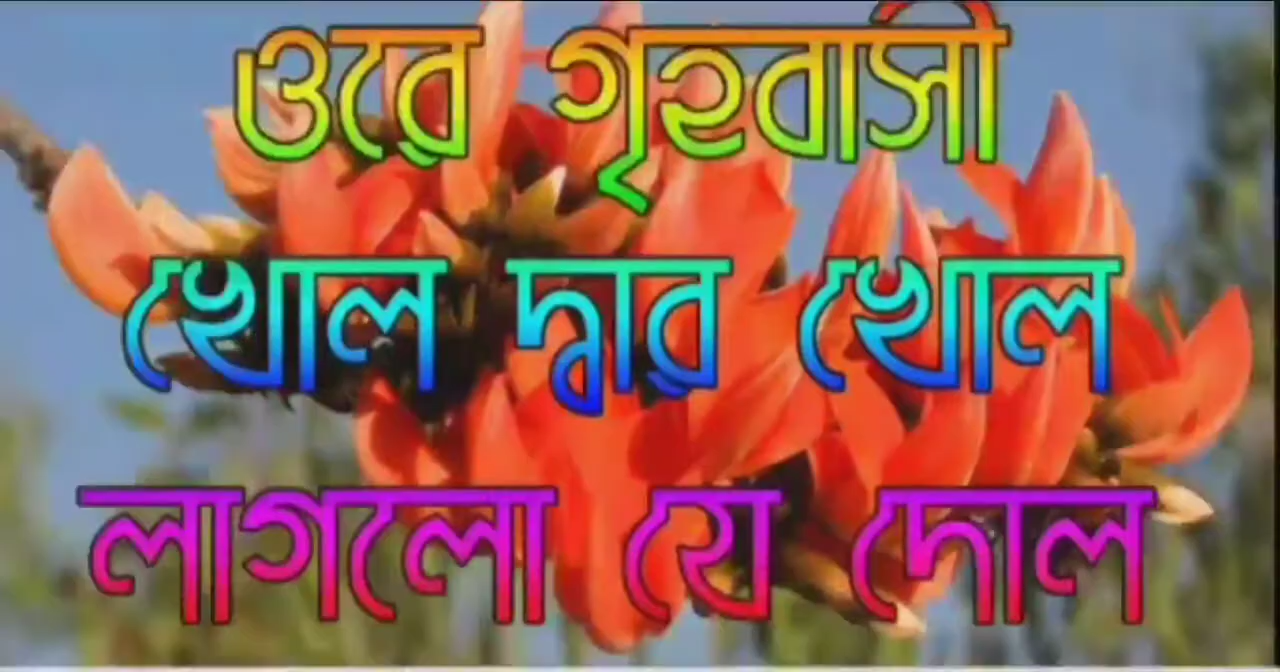 ওরে গৃহবাসী
খোল দ্বার খোল
লাগলো যে দোল